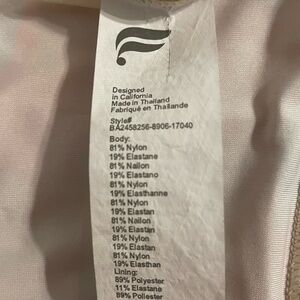 Designed
in California
Made in Thailand
Fabriqué en Thaïlande
Style#
BA2458256-8906-17040
Body:
81% Nylon
19% Elastane
81% Nailon
19% Elastano
81% Nylon
19% Elasthanne
81% Nylon
19% Elastan
81% Nylon
19% Elastan
81% Nylon
19% Elastan
81% Nylon
19% Elasthan
Lining:
89% Polyester
11% Elastane
89% Poliester